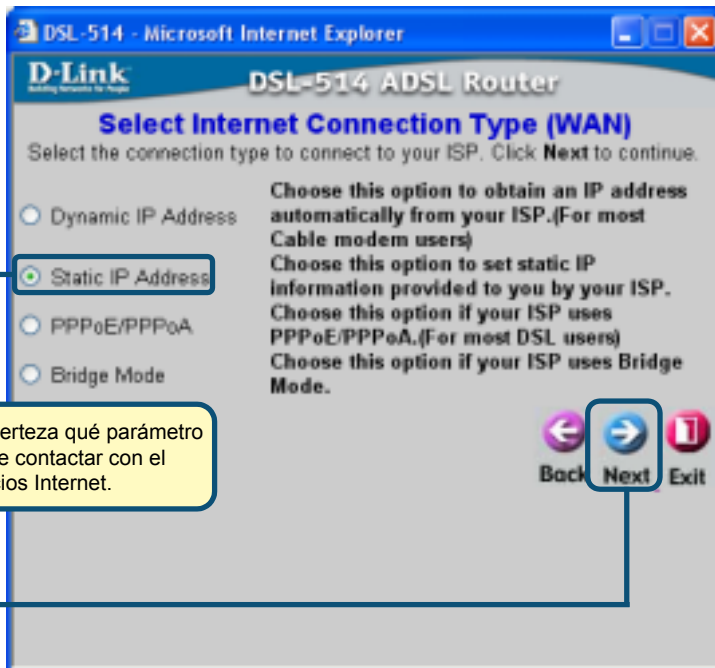 DSL-514 - Microsoft Internet Explorer
D-Link
Building Networks for People
DSL-514 ADSL Router
Select Internet Connection Type (WAN)
Select the connection type to connect to your ISP. Click Next to continue.
Dynamic IP Address
Choose this option to obtain an IP address
automatically from your ISP.(For most
Cable modem users)
Static IP Address
Choose this option to set static IP
information provided to you by your ISP.
PPPoE/PPPoA
Choose this option if your ISP uses
PPPoE/PPPoA.(For most DSL users)
Bridge Mode
Choose this option if your ISP uses Bridge
Mode.
erteza qué parámetro
e contactar con el
ios Internet.
Back Next Exit